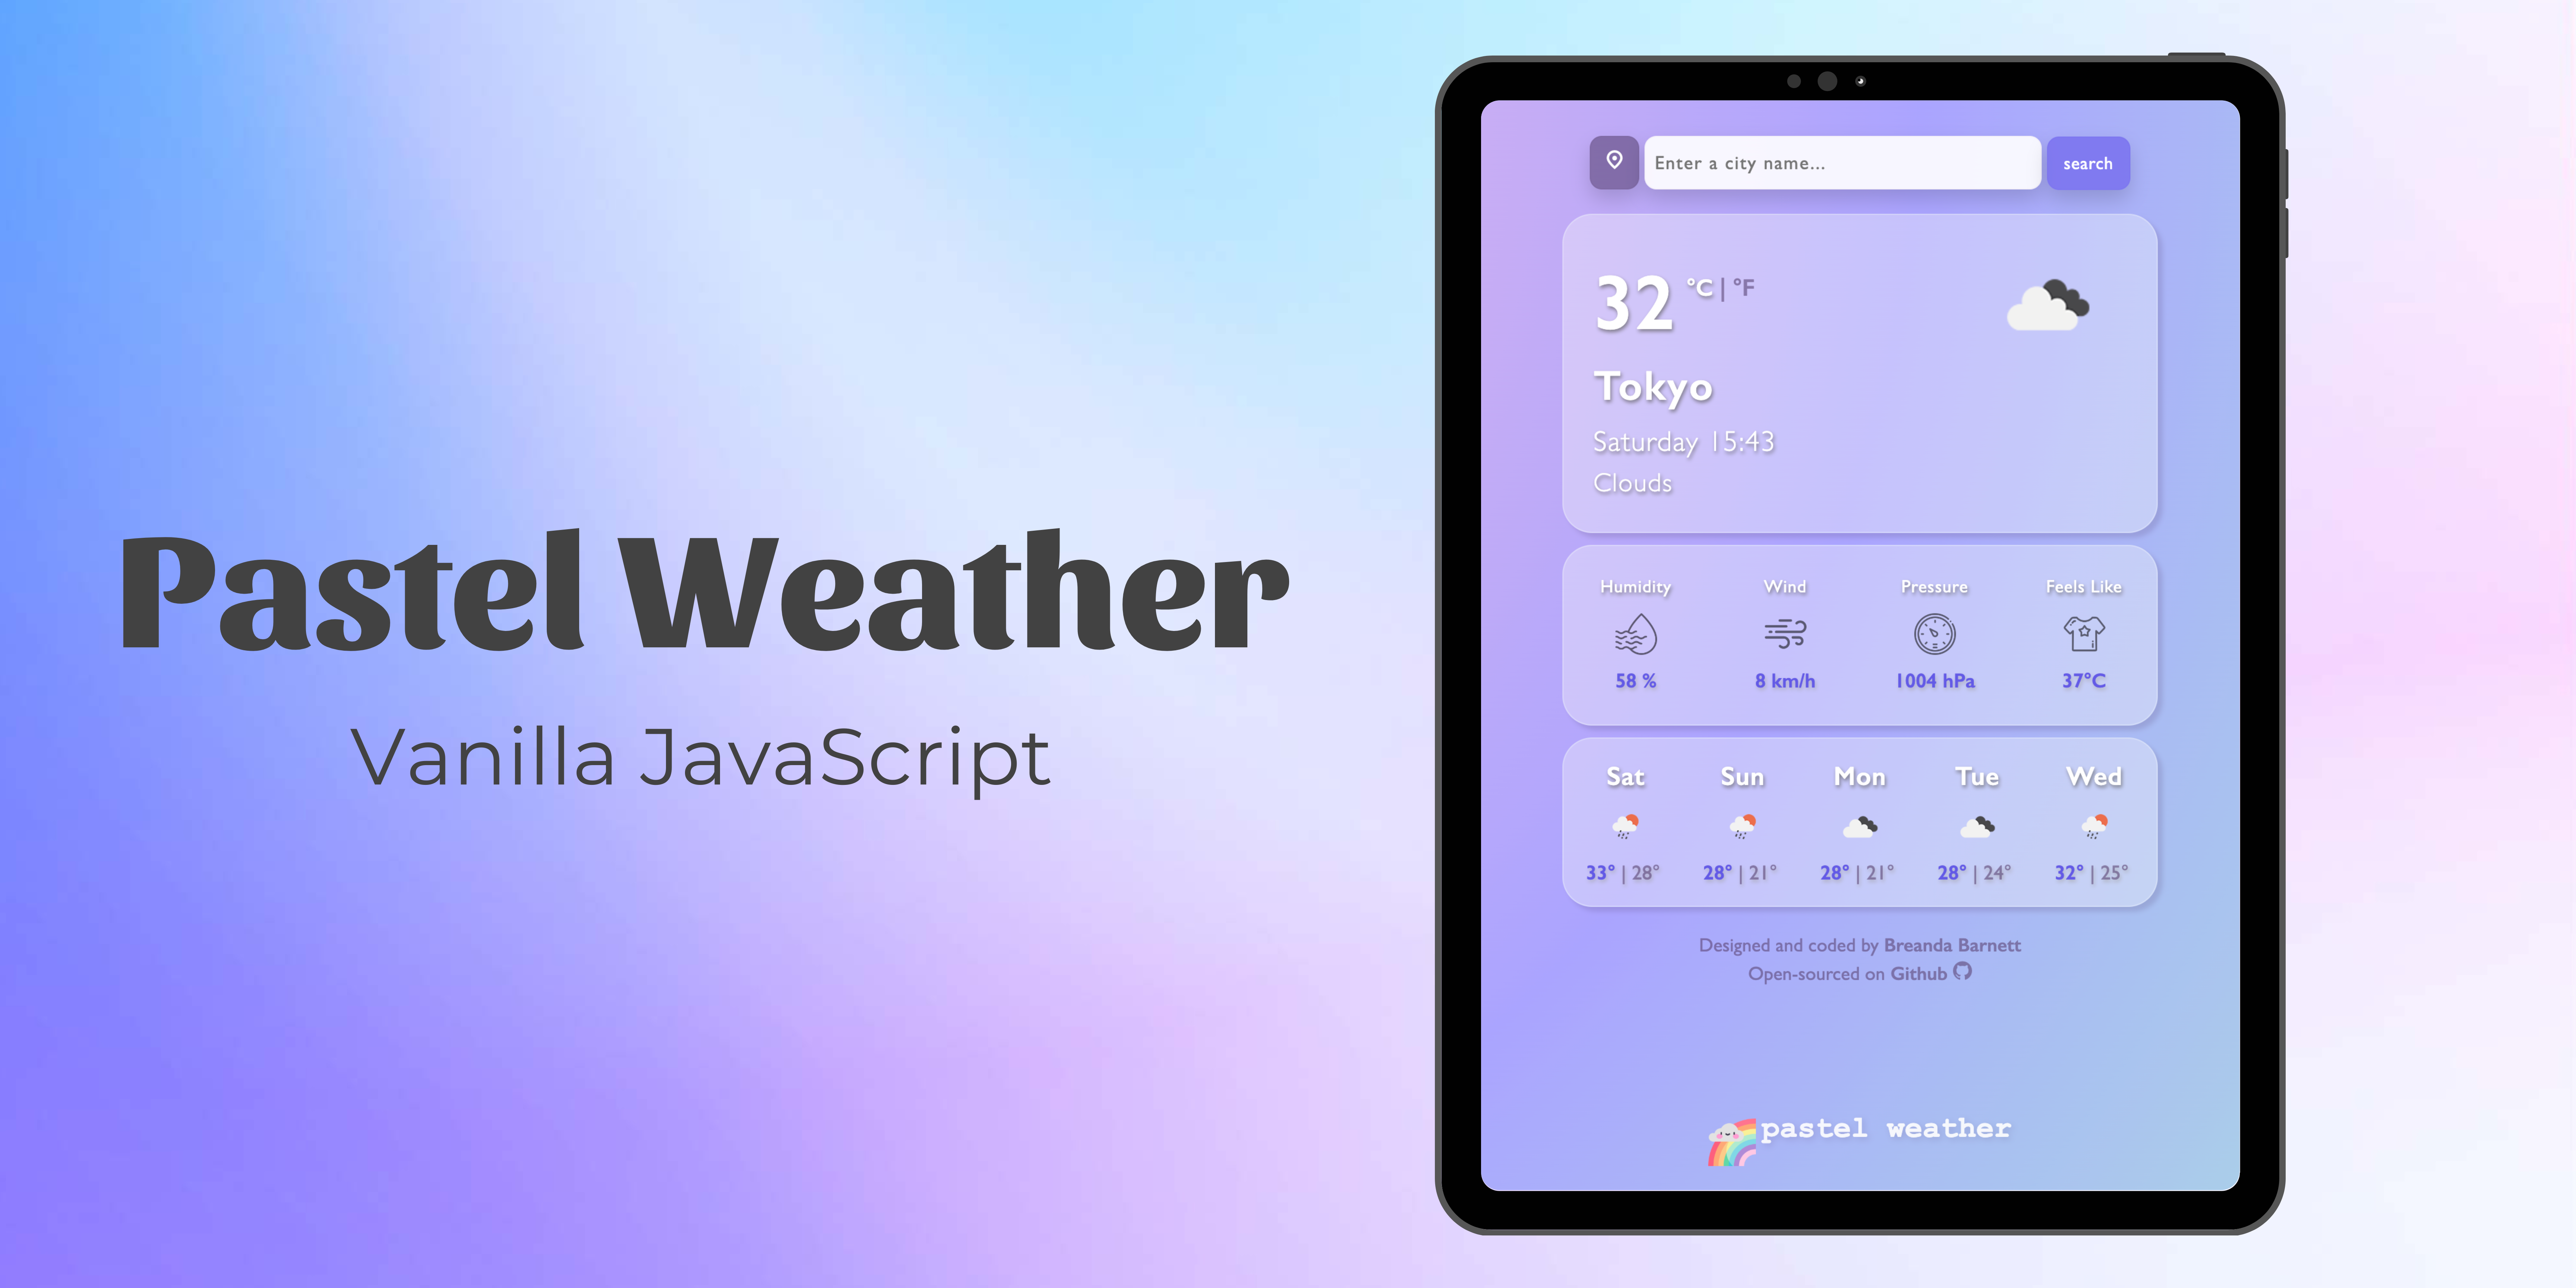 Pastel Weather
Vanilla JavaScript
Enter a city name...
search
32 °C | °F
Tokyo
Saturday 15:43
Clouds
Humidity Wind Pressure Feels Like
58 % 8 km/h 1004 hPa 37°C
Sat Sun Mon Tue Wed
33° | 28° 28° | 21° 28° | 21° 28° | 24° 32° | 25°
Designed and coded by Breanda Barnett
Open-sourced on Github
pastel weather